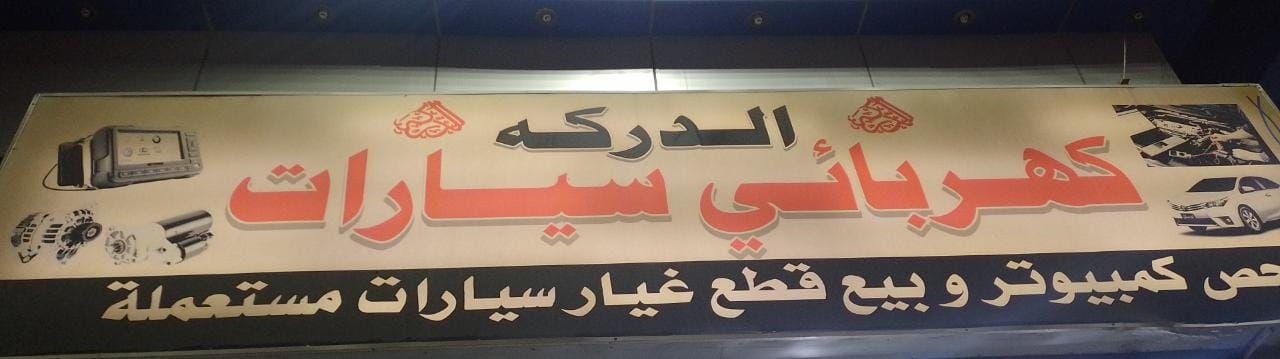 الدركه
كهربائي سيارات
حص كمبيوتر و بيع قطع غيار سيارات مستعملة